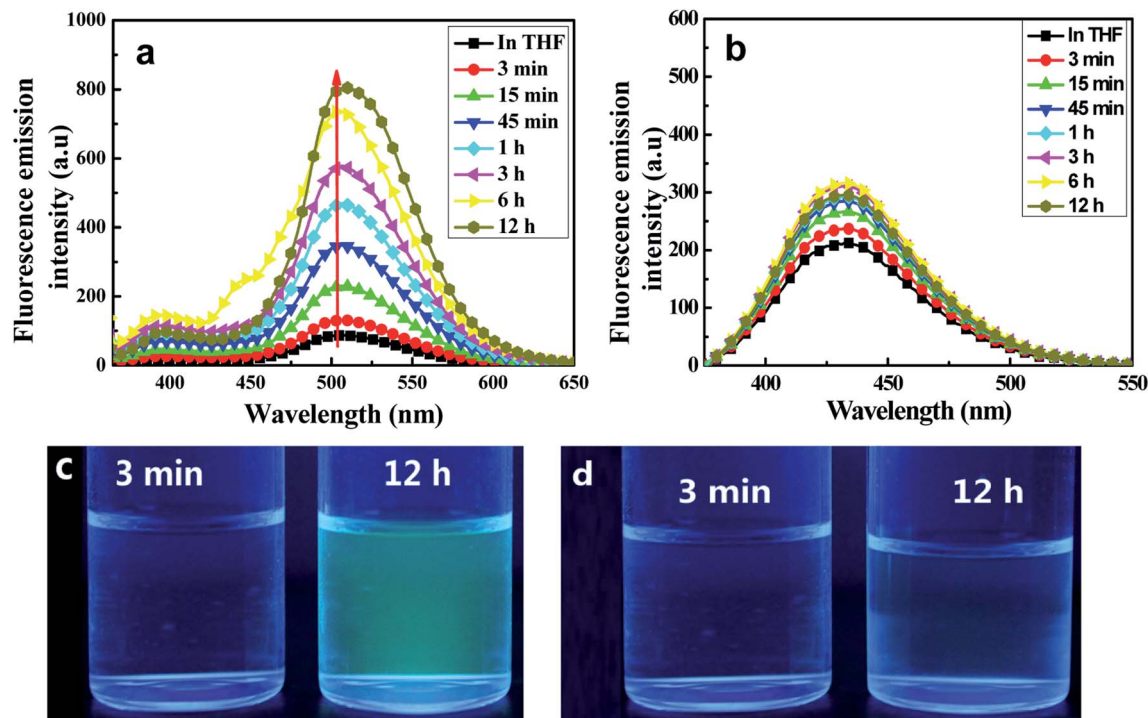 a
Fluorescence emission
intensity (a.u)
1000
800
600
400
200
0
400
450
500
550
600
650
Wavelength (nm)
In THF
3 min
15 min
45 min
1 h
3 h
6 h
12 h
b
Fluorescence emission
intensity (a.u)
600
500
400
300
200
100
0
400
450
500
550
Wavelength (nm)
In THF
3 min
15 min
45 min
1 h
3 h
6 h
12 h
c
3 min
12 h
d
3 min
12 h